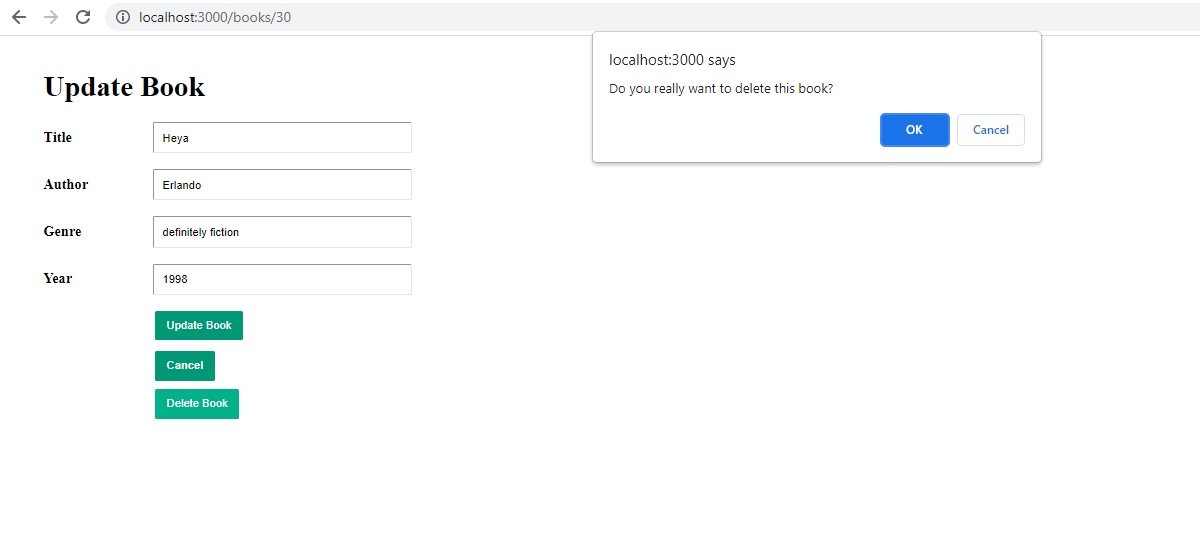 localhost:3000/books/30
localhost:3000 says
Do you really want to delete this book?
OK Cancel
Update Book
Title Heya
Author Erlando
Genre definitely fiction
Year 1998
Update Book
Cancel
Delete Book